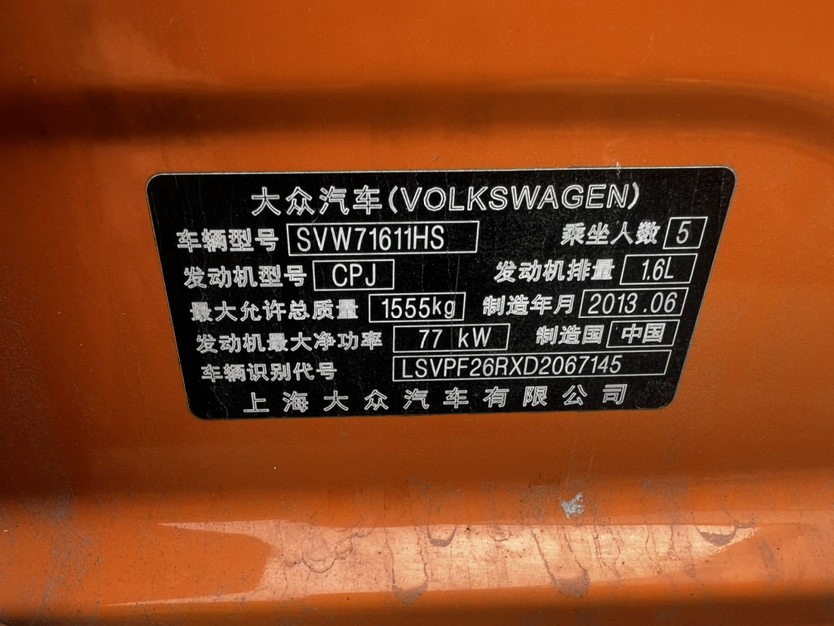 大众汽车(VOLKSWAGEN)
车辆型号 SVW71611HS 乘坐人数 5
发动机型号 CPJ 发动机排量 1.6L
最大允许总质量 1555kg 制造年月 2013.06
发动机最大净功率 77 kW 制造国 中国
车辆识别代号 LSVPF26RXD2067145
上海大众汽车有限公司